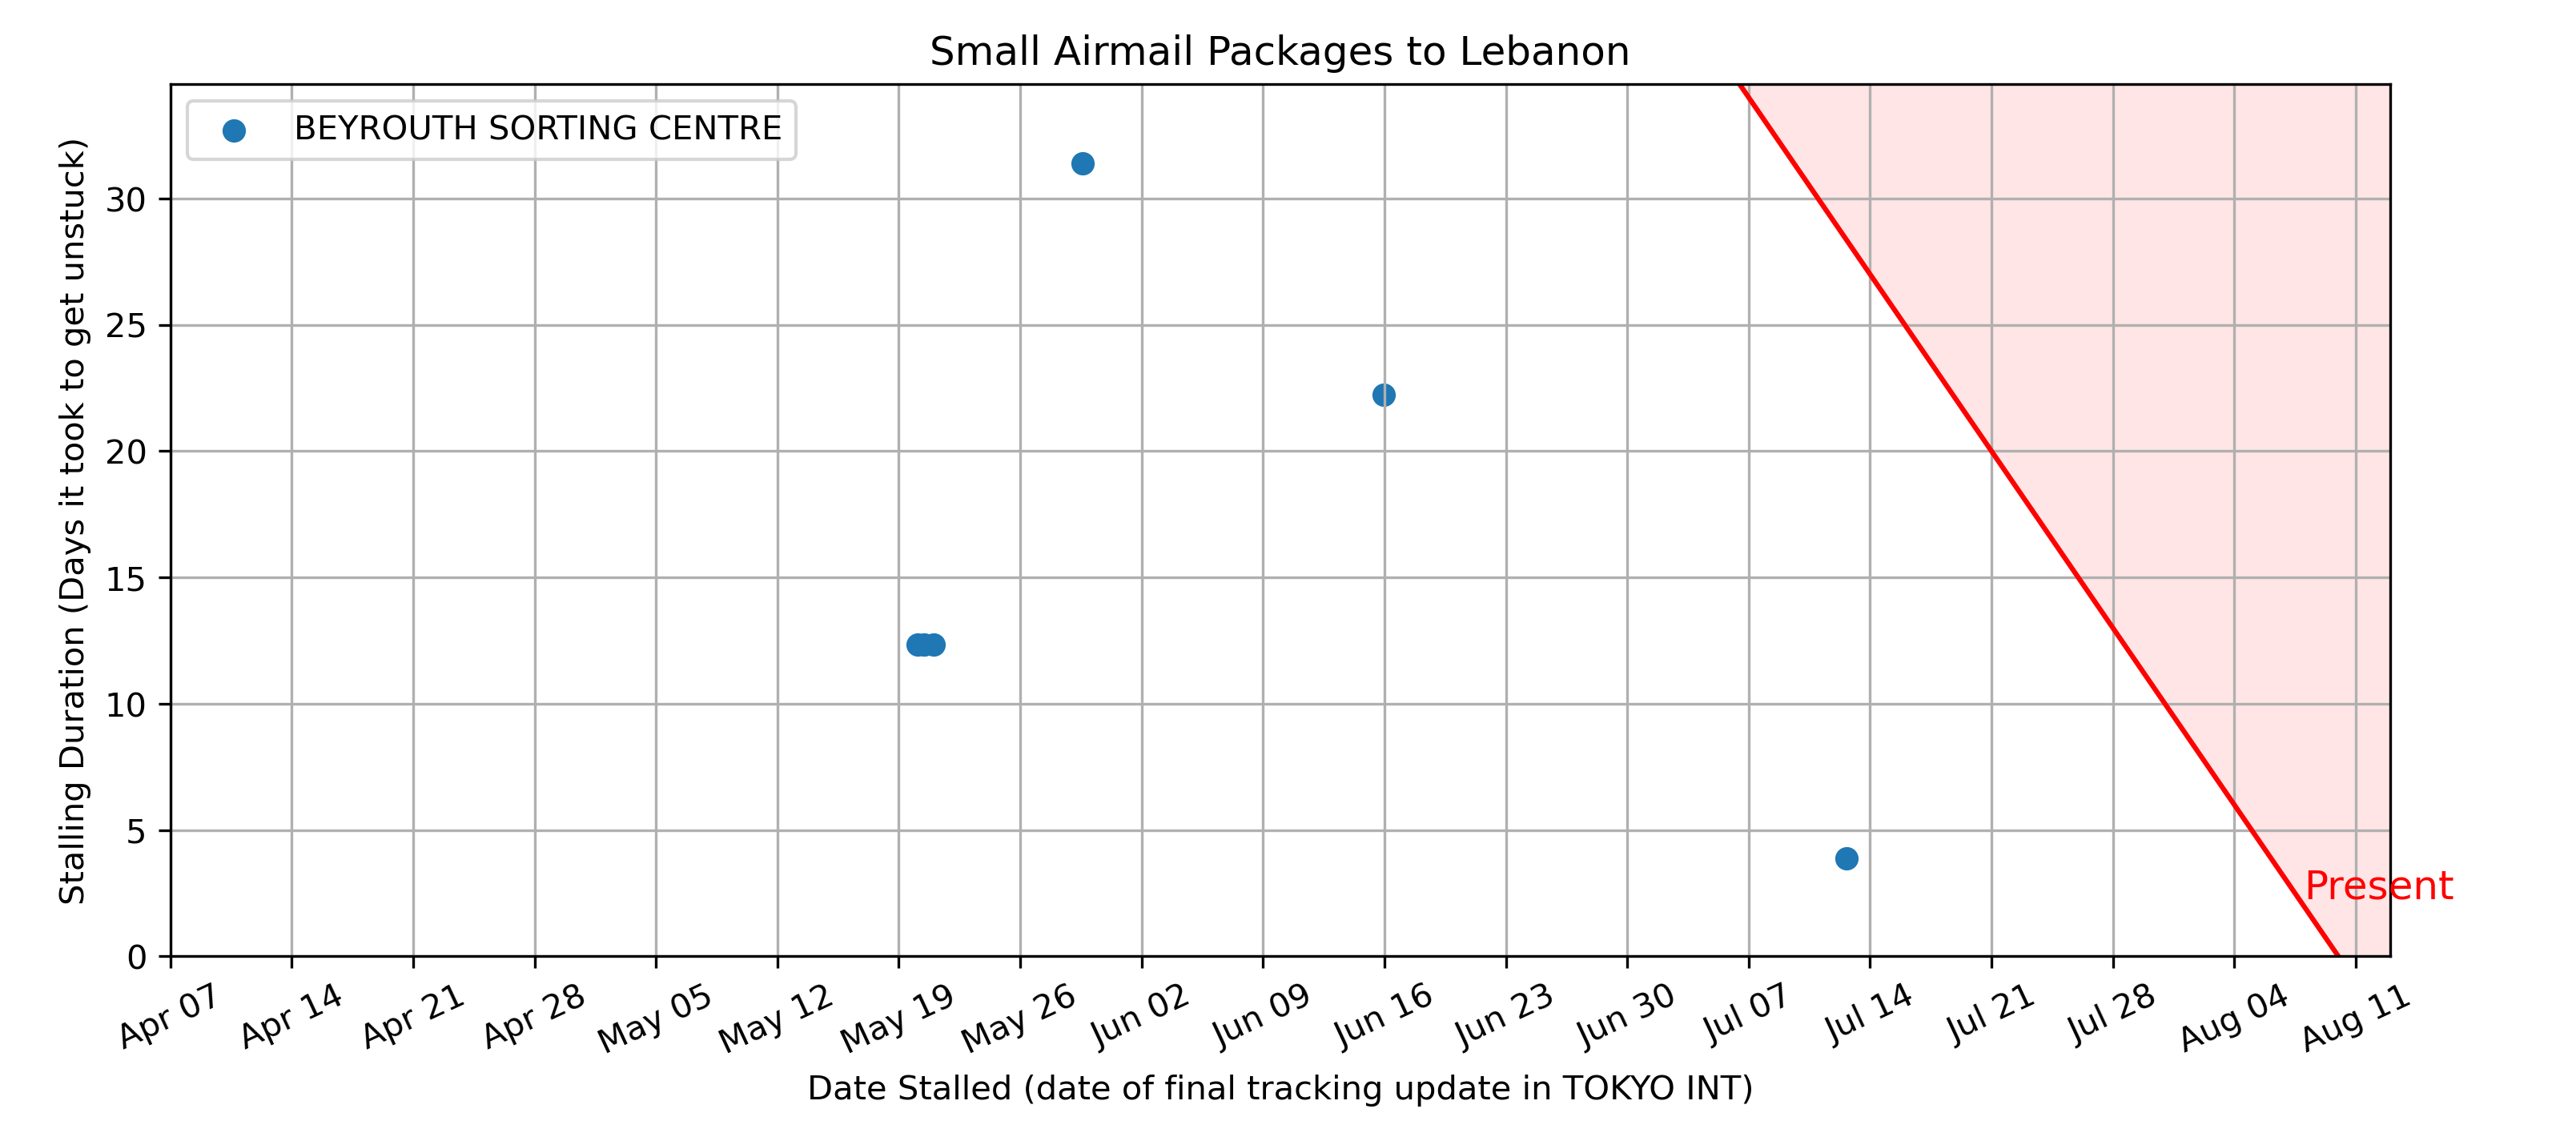 Small Airmail Packages to Lebanon
BEYROUTH SORTING CENTRE
Stalling Duration (Days it took to get unstuck)
30
25
20
15
10
5
0
Present
Apr 07
Apr 14
Apr 21
Apr 28
May 05
May 12
May 19
May 26
Jun 02
Jun 09
Jun 16
Jun 23
Jun 30
Jul 07
Jul 14
Jul 21
Jul 28
Aug 04
Aug 11
Date Stalled (date of final tracking update in TOKYO INT)